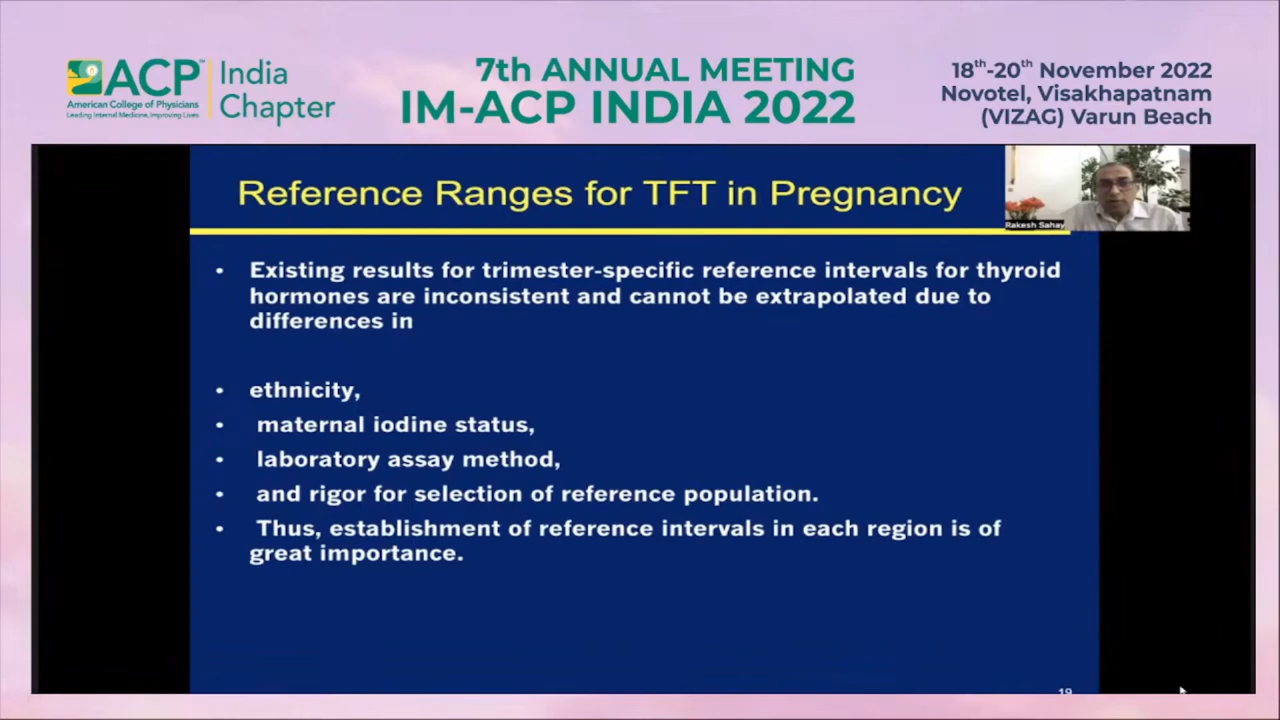 ACP
India
Chapter
American College of Physicians
Leading Internal Medicine, Improving Lives
7th ANNUAL MEETING
IM-ACP INDIA 2022
18th-20th November 2022
Novotel, Visakhapatnam
(VIZAG) Varun Beach
Reference Ranges for TFT in Pregnancy
Rakesh Sahay
• Existing results for trimester-specific reference intervals for thyroid
hormones are inconsistent and cannot be extrapolated due to
differences in
• ethnicity,
• maternal iodine status,
• laboratory assay method,
• and rigor for selection of reference population.
• Thus, establishment of reference intervals in each region is of
great importance.
19